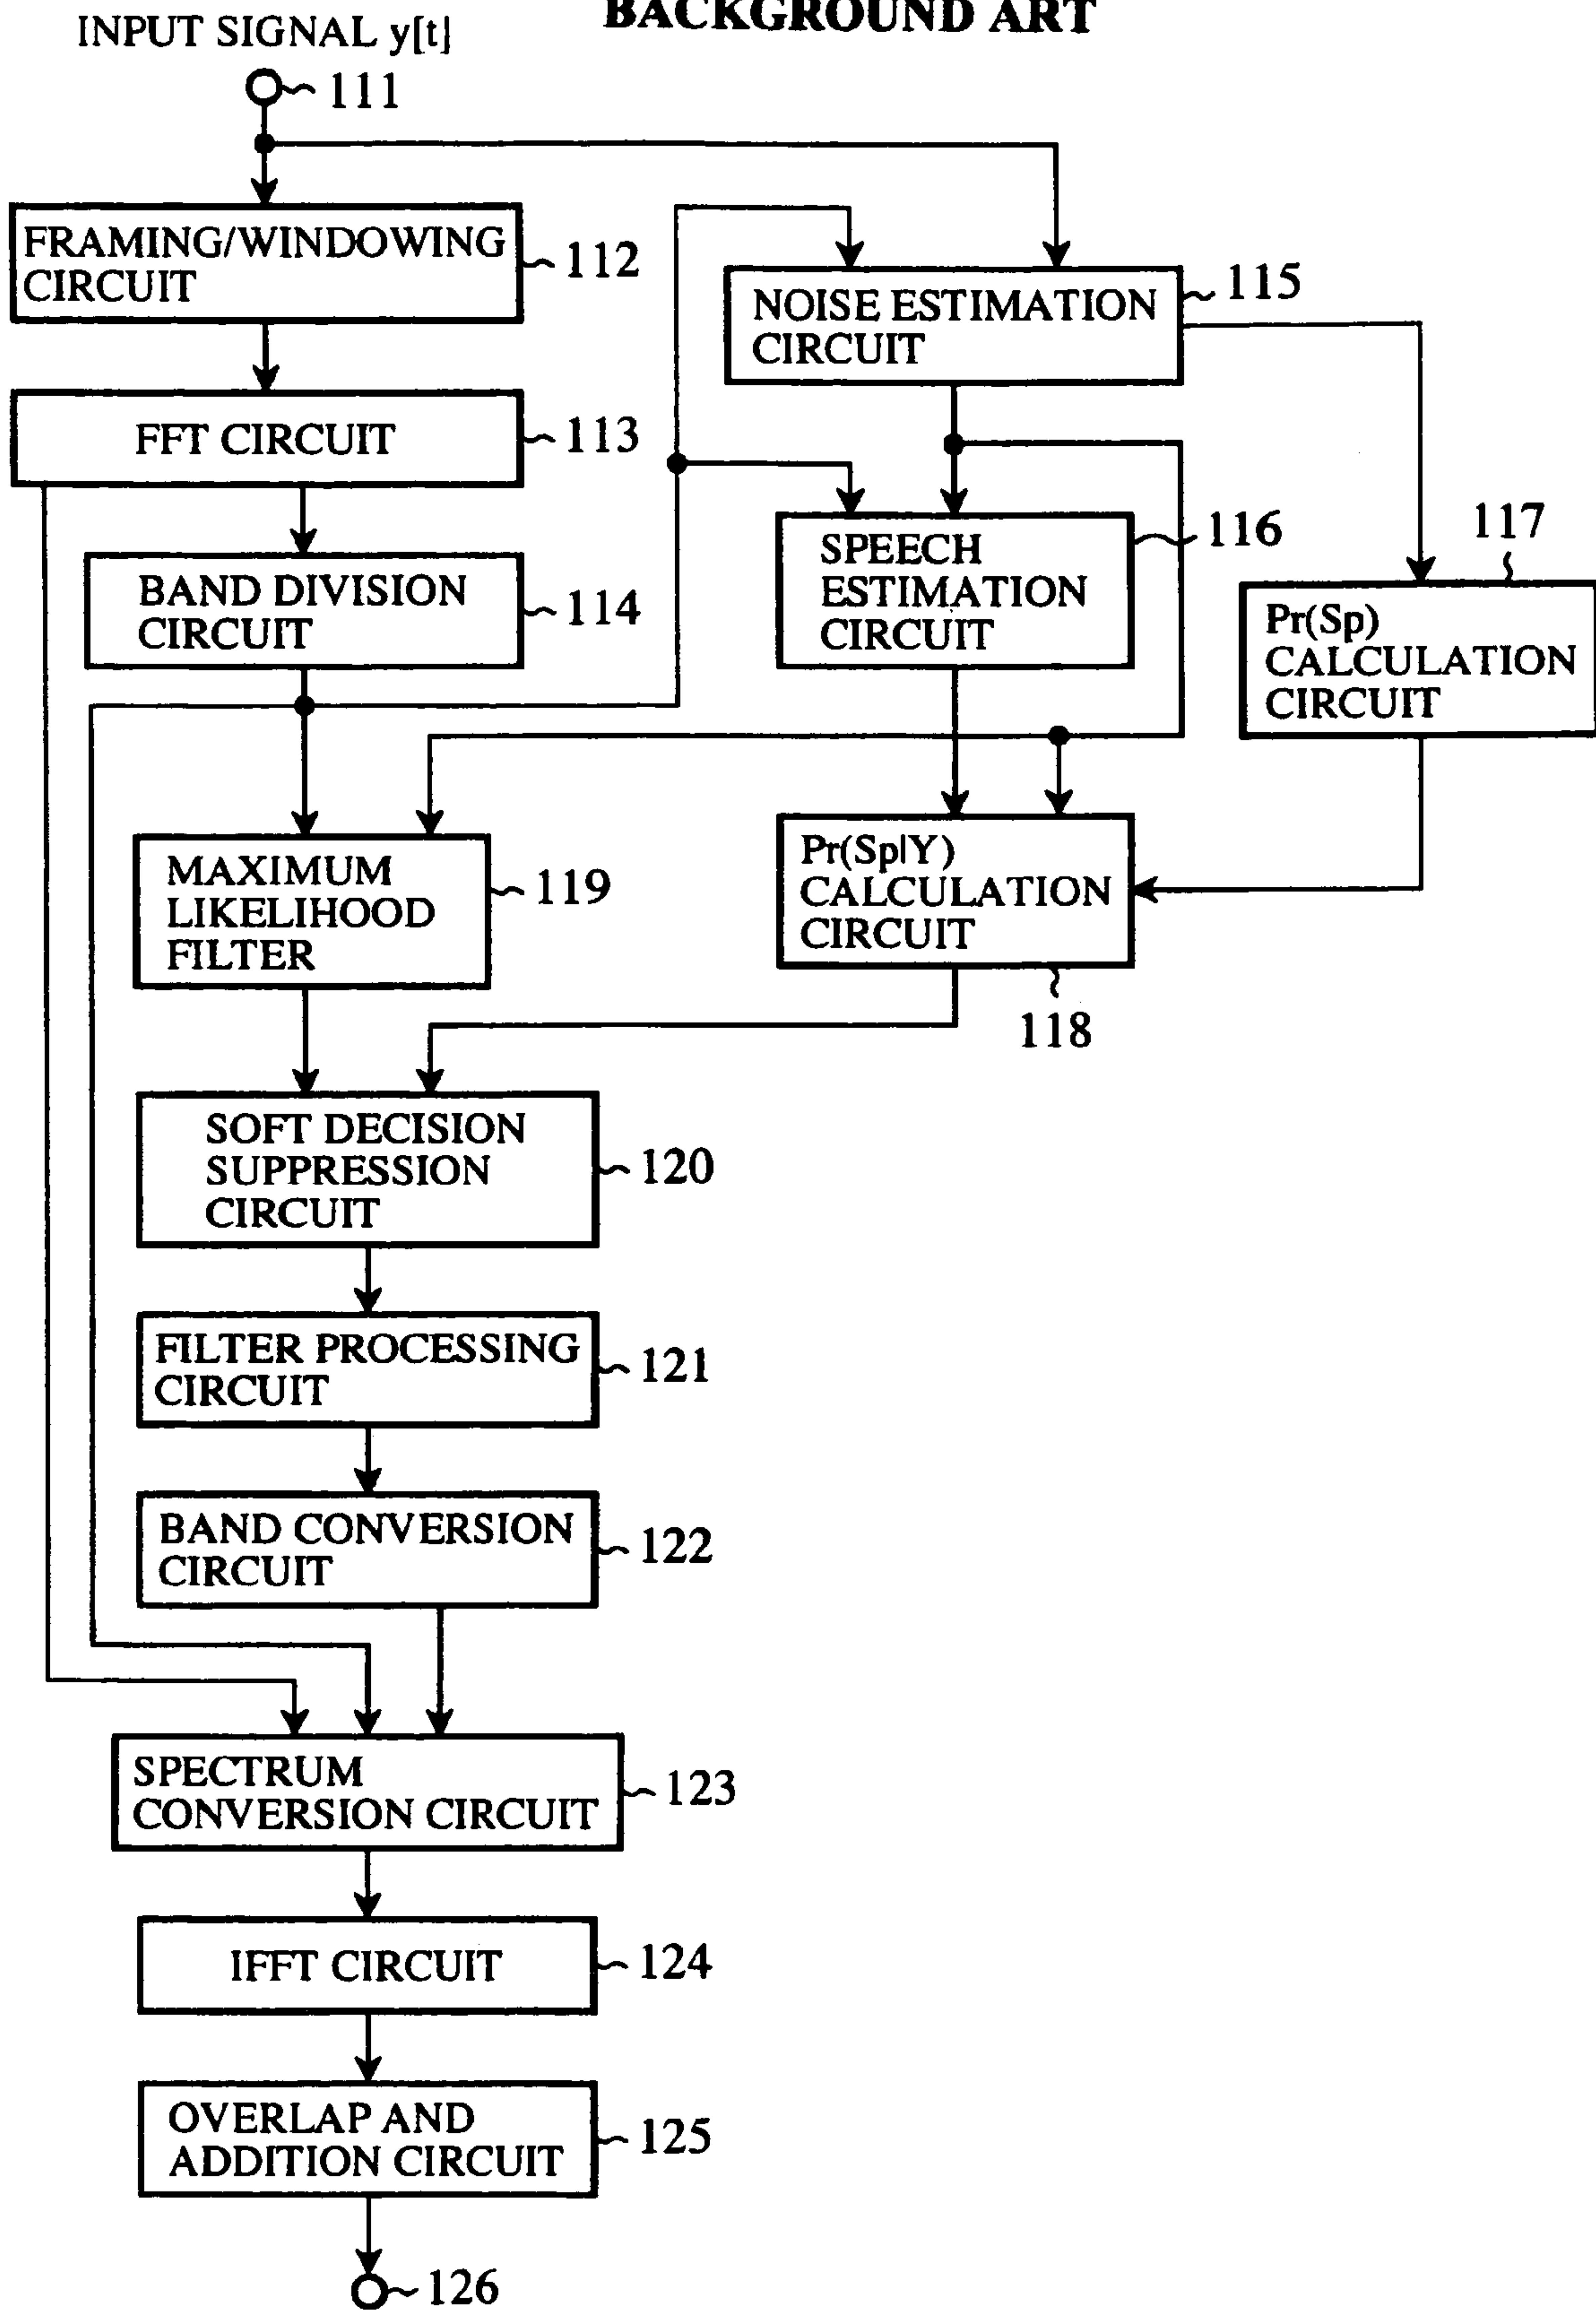 BACKGROUND ART
INPUT SIGNAL y[t]
111
FRAMING/WINDOWING
CIRCUIT
112
NOISE ESTIMATION
CIRCUIT
115
FFT CIRCUIT
113
SPEECH
ESTIMATION
CIRCUIT
116
117
Pr(Sp)
CALCULATION
CIRCUIT
BAND DIVISION
CIRCUIT
114
MAXIMUM
LIKELIHOOD
FILTER
119
Pr(Sp|Y)
CALCULATION
CIRCUIT
118
SOFT DECISION
SUPPRESSION
CIRCUIT
120
FILTER PROCESSING
CIRCUIT
121
BAND CONVERSION
CIRCUIT
122
SPECTRUM
CONVERSION CIRCUIT
123
IFFT CIRCUIT
124
OVERLAP AND
ADDITION CIRCUIT
125
126